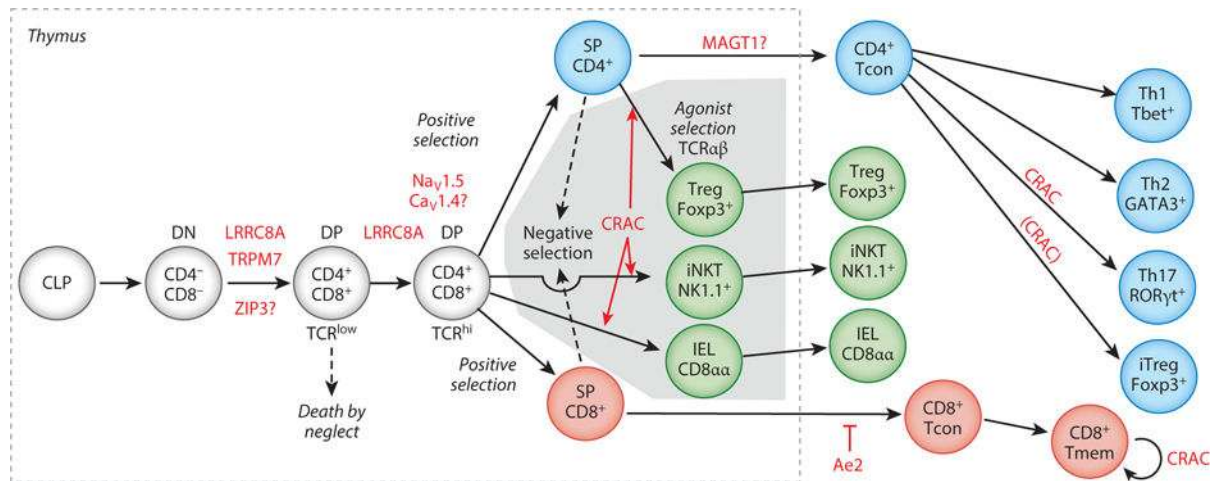 Thymus
SP
CD4⁺
MAGT1?
CD4⁺
Tcon
Th1
Tbet⁺
Positive
selection
Agonist
selection
TCRαβ
Naᵥ1.5
Caᵥ1.4?
Treg
Foxp3⁺
Treg
Foxp3⁺
CRAC
Th2
GATA3⁺
DN
LRRC8A
DP
LRRC8A
DP
CRAC
(CRAC)
TRPM7
Negative
selection
CLP
CD4⁻
CD8⁻
CD4⁺
CD8⁺
CD4⁺
CD8⁺
iNKT
NK1.1⁺
iNKT
NK1.1⁺
Th17
RORγt⁺
ZIP3?
TCRˡᵒʷ
TCRʰⁱ
IEL
CD8αα
IEL
CD8αα
Positive
selection
iTreg
Foxp3⁺
Death by
neglect
SP
CD8⁺
CD8⁺
Tcon
CD8⁺
Tmem
CRAC
Ae2